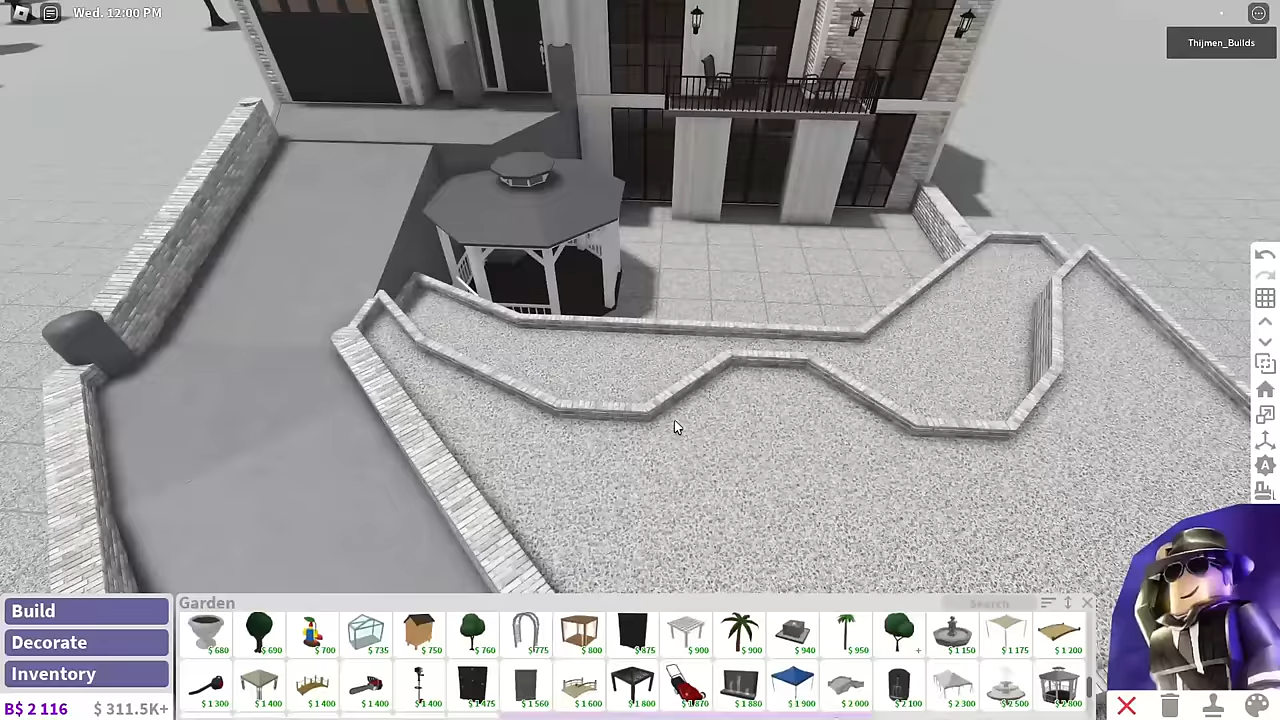 Wed. 12:00 PM
Thijmen_Builds
Build
Decorate
Inventory
B$ 2 116 $ 311.5K+
Garden
Search
$ 680 $ 690 $ 700 $ 735 $ 750 $ 760 $ 775 $ 800 $ 875 $ 900 $ 900 $ 940 $ 950 + $ 1 150 $ 1 175 $ 1 200
$ 1 300 $ 1 400 $ 1 400 $ 1 400 $ 1 400 $ 1 475 $ 1 560 $ 1 600 $ 1 800 $ 1 870 $ 1 880 $ 1 900 $ 2 000 $ 2 100 $ 2 300 $ 2 500 $ 2 800